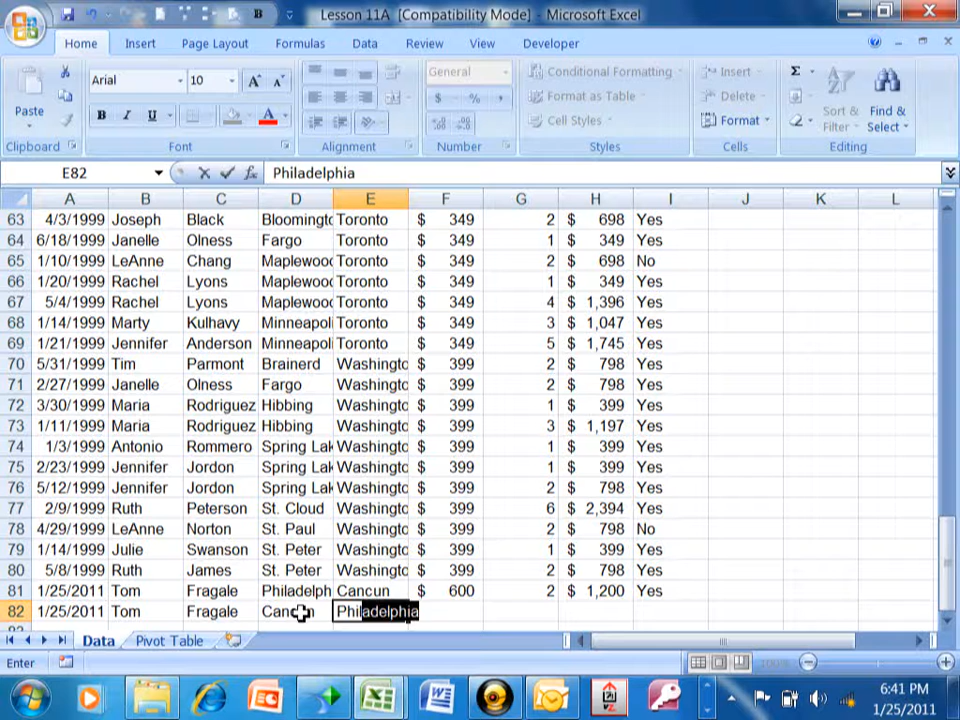 Lesson 11A [Compatibility Mode] - Microsoft Excel
Home Insert Page Layout Formulas Data Review View Developer
Paste
Arial 10
B I U A
General
$ % ,
Conditional Formatting
Format as Table
Cell Styles
Insert
Delete
Format
Σ
Sort & Filter
Find & Select
Clipboard Font Alignment Number Styles Cells Editing
E82 fx Philadelphia
A B C D E F G H I J K L
63 4/3/1999 Joseph Black Bloomingto Toronto $ 349 2 $ 698 Yes
64 6/18/1999 Janelle Olness Fargo Toronto $ 349 1 $ 349 Yes
65 1/10/1999 LeAnne Chang Maplewood Toronto $ 349 2 $ 698 No
66 1/20/1999 Rachel Lyons Maplewood Toronto $ 349 1 $ 349 Yes
67 5/4/1999 Rachel Lyons Maplewood Toronto $ 349 4 $ 1,396 Yes
68 1/14/1999 Marty Kulhavy Minneapoli Toronto $ 349 3 $ 1,047 Yes
69 1/21/1999 Jennifer Anderson Minneapoli Toronto $ 349 5 $ 1,745 Yes
70 5/31/1999 Tim Parmont Brainerd Washingto $ 399 2 $ 798 Yes
71 2/27/1999 Janelle Olness Fargo Washingto $ 399 2 $ 798 Yes
72 3/30/1999 Maria Rodriguez Hibbing Washingto $ 399 1 $ 399 Yes
73 1/11/1999 Maria Rodriguez Hibbing Washingto $ 399 3 $ 1,197 Yes
74 1/3/1999 Antonio Rommero Spring Lak Washingto $ 399 1 $ 399 Yes
75 2/23/1999 Jennifer Jordon Spring Lak Washingto $ 399 1 $ 399 Yes
76 5/12/1999 Jennifer Jordon Spring Lak Washingto $ 399 2 $ 798 Yes
77 2/9/1999 Ruth Peterson St. Cloud Washingto $ 399 6 $ 2,394 Yes
78 4/29/1999 LeAnne Norton St. Paul Washingto $ 399 2 $ 798 No
79 1/14/1999 Julie Swanson St. Peter Washingto $ 399 1 $ 399 Yes
80 5/8/1999 Ruth James St. Peter Washingto $ 399 2 $ 798 Yes
81 1/25/2011 Tom Fragale Philadelph Cancun $ 600 2 $ 1,200 Yes
82 1/25/2011 Tom Fragale Cancun Philadelphia
Data Pivot Table
Enter 100%
6:41 PM
1/25/2011